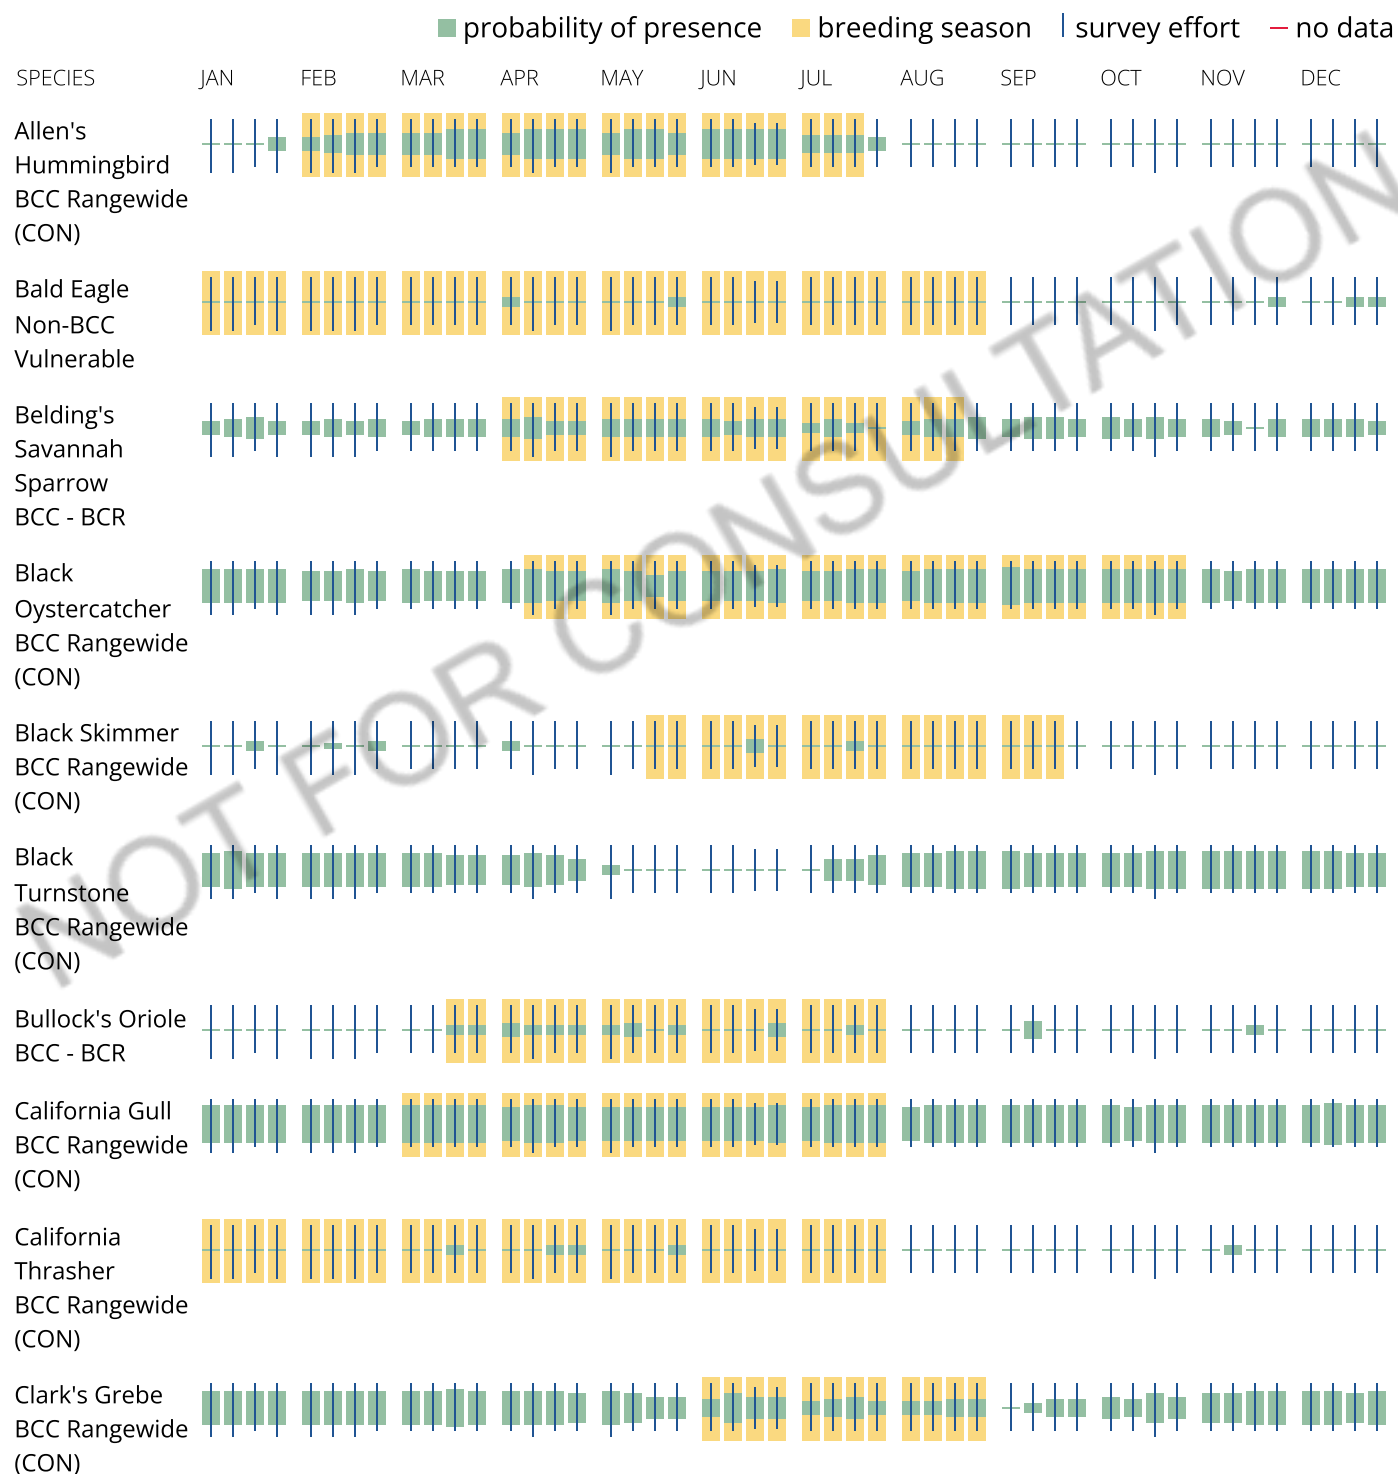 probability of presence breeding season survey effort no data
SPECIES JAN FEB MAR APR MAY JUN JUL AUG SEP OCT NOV DEC
Allen's
Hummingbird
BCC Rangewide
(CON)
Bald Eagle
Non-BCC
Vulnerable
Belding's
Savannah
Sparrow
BCC - BCR
Black
Oystercatcher
BCC Rangewide
(CON)
Black Skimmer
BCC Rangewide
(CON)
Black
Turnstone
BCC Rangewide
(CON)
Bullock's Oriole
BCC - BCR
California Gull
BCC Rangewide
(CON)
California
Thrasher
BCC Rangewide
(CON)
Clark's Grebe
BCC Rangewide
(CON)
NOT FOR CONSULTATION